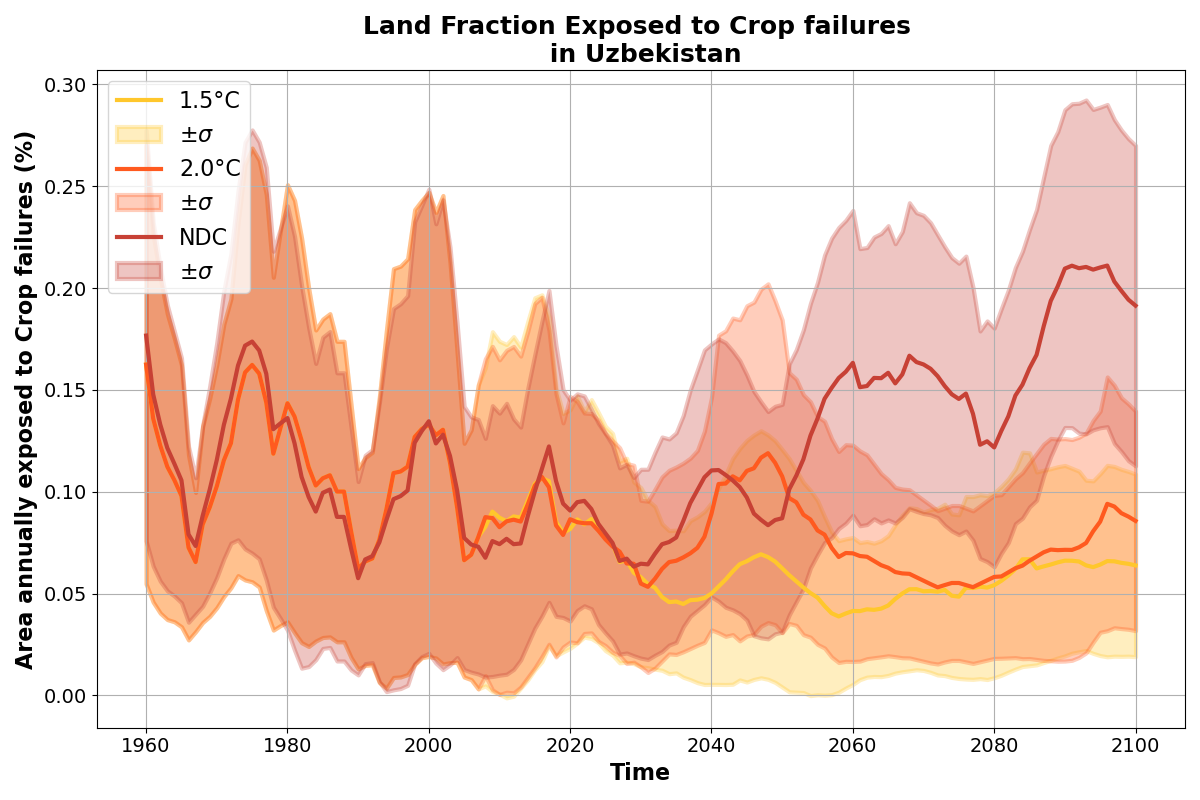 Land Fraction Exposed to Crop failures
in Uzbekistan
Area annually exposed to Crop failures (%)
0.30
0.25
0.20
0.15
0.10
0.05
0.00
1.5°C
±σ
2.0°C
±σ
NDC
±σ
1960 1980 2000 2020 2040 2060 2080 2100
Time